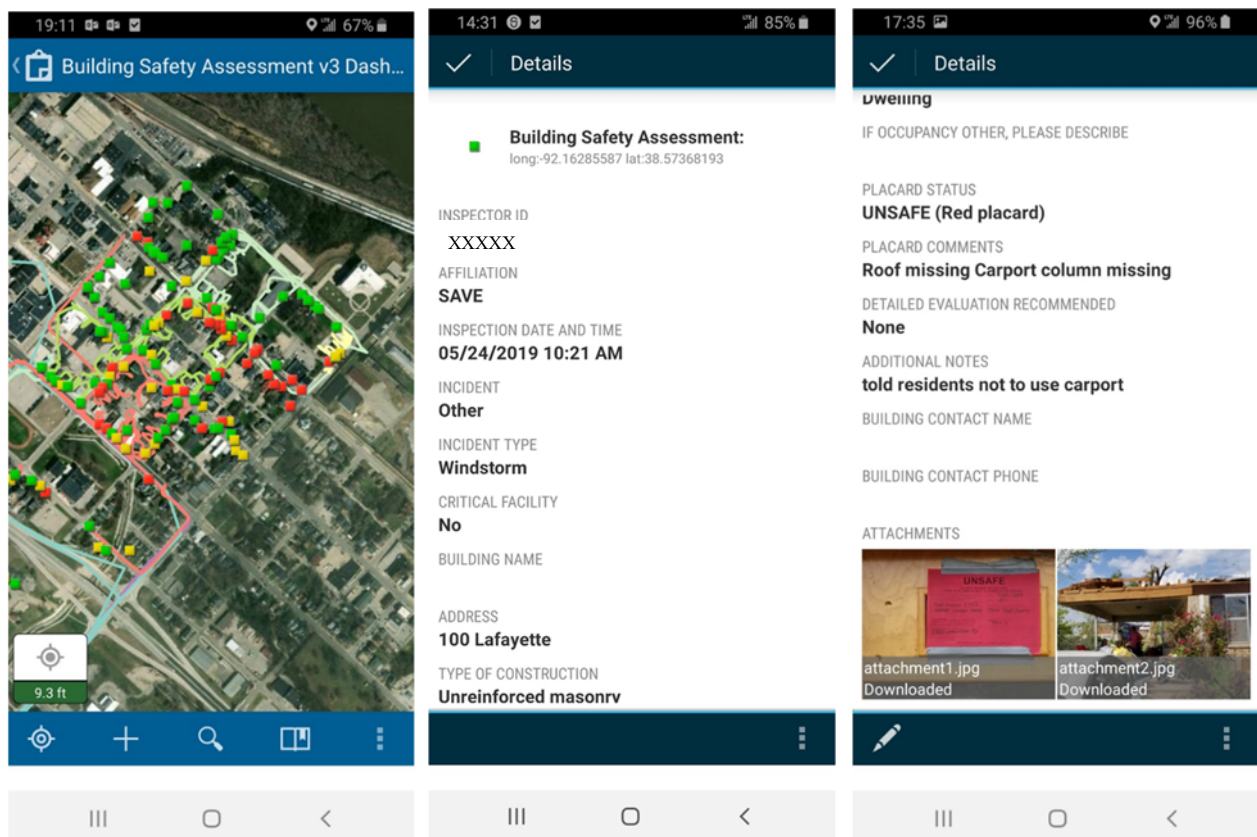 19:11
67%
Building Safety Assessment v3 Dash...
9.3 ft
14:31
85%
Details
Building Safety Assessment:
long:-92.16285587 lat:38.57368193
INSPECTOR ID
XXXXX
AFFILIATION
SAVE
INSPECTION DATE AND TIME
05/24/2019 10:21 AM
INCIDENT
Other
INCIDENT TYPE
Windstorm
CRITICAL FACILITY
No
BUILDING NAME
ADDRESS
100 Lafayette
TYPE OF CONSTRUCTION
Unreinforced masonry
17:35
96%
Details
Dwelling
IF OCCUPANCY OTHER, PLEASE DESCRIBE
PLACARD STATUS
UNSAFE (Red placard)
PLACARD COMMENTS
Roof missing Carport column missing
DETAILED EVALUATION RECOMMENDED
None
ADDITIONAL NOTES
told residents not to use carport
BUILDING CONTACT NAME
BUILDING CONTACT PHONE
ATTACHMENTS
UNSAFE
attachment1.jpg
Downloaded
attachment2.jpg
Downloaded